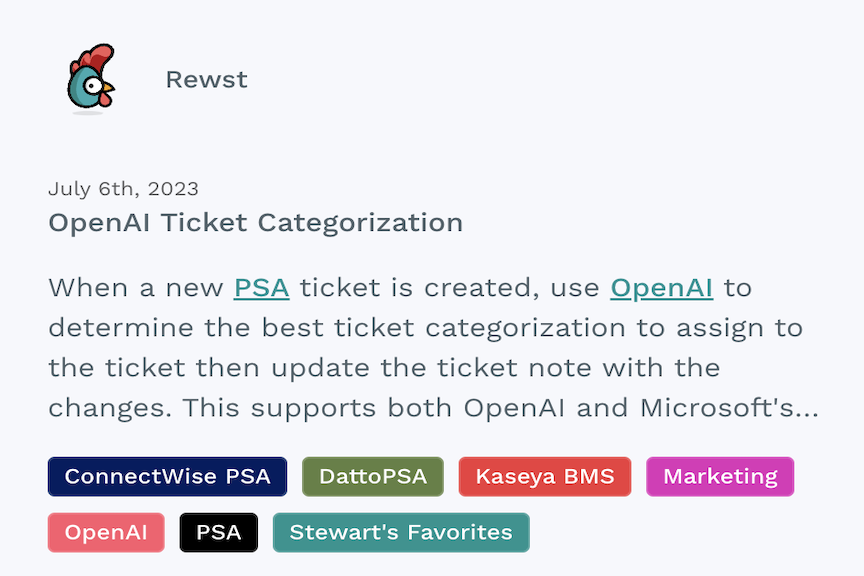 Rewst
July 6th, 2023
OpenAI Ticket Categorization
When a new PSA ticket is created, use OpenAI to
determine the best ticket categorization to assign to
the ticket then update the ticket note with the
changes. This supports both OpenAI and Microsoft's...
ConnectWise PSA DattoPSA Kaseya BMS Marketing
OpenAI PSA Stewart's Favorites